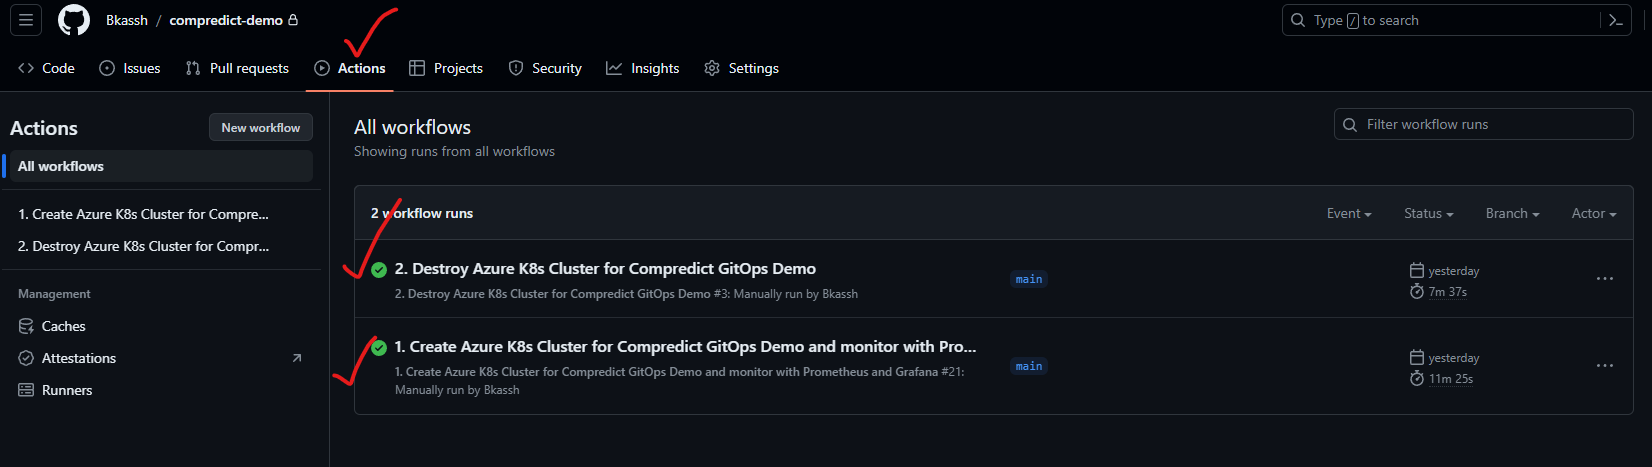 Bkassh / compredict-demo
Type / to search
Code
Issues
Pull requests
Actions
Projects
Security
Insights
Settings
Actions
New workflow
All workflows
1. Create Azure K8s Cluster for Compre...
2. Destroy Azure K8s Cluster for Compr...
Management
Caches
Attestations
Runners
All workflows
Showing runs from all workflows
Filter workflow runs
2 workflow runs
Event
Status
Branch
Actor
2. Destroy Azure K8s Cluster for Compredict GitOps Demo
2. Destroy Azure K8s Cluster for Compredict GitOps Demo #3: Manually run by Bkassh
main
yesterday
7m 37s
1. Create Azure K8s Cluster for Compredict GitOps Demo and monitor with Pro...
1. Create Azure K8s Cluster for Compredict GitOps Demo and monitor with Prometheus and Grafana #21:
Manually run by Bkassh
main
yesterday
11m 25s